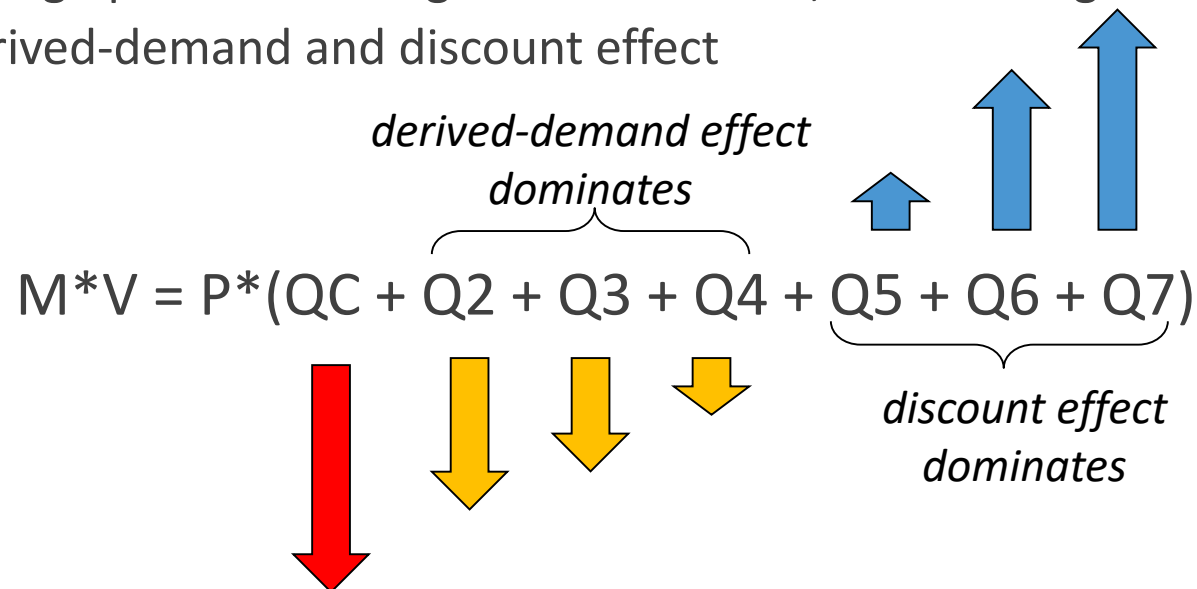 derived-demand effect
dominates
rived-demand and discount effect
M*V = P*(QC + Q2 + Q3 + Q4 + Q5 + Q6 + Q7)
discount effect
dominates